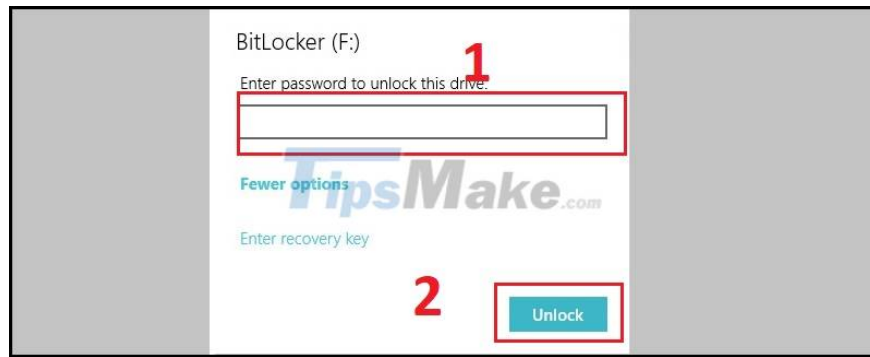 BitLocker (F:)
1
Enter password to unlock this drive.
TipsMake.com
Fewer options
Enter recovery key
2
Unlock